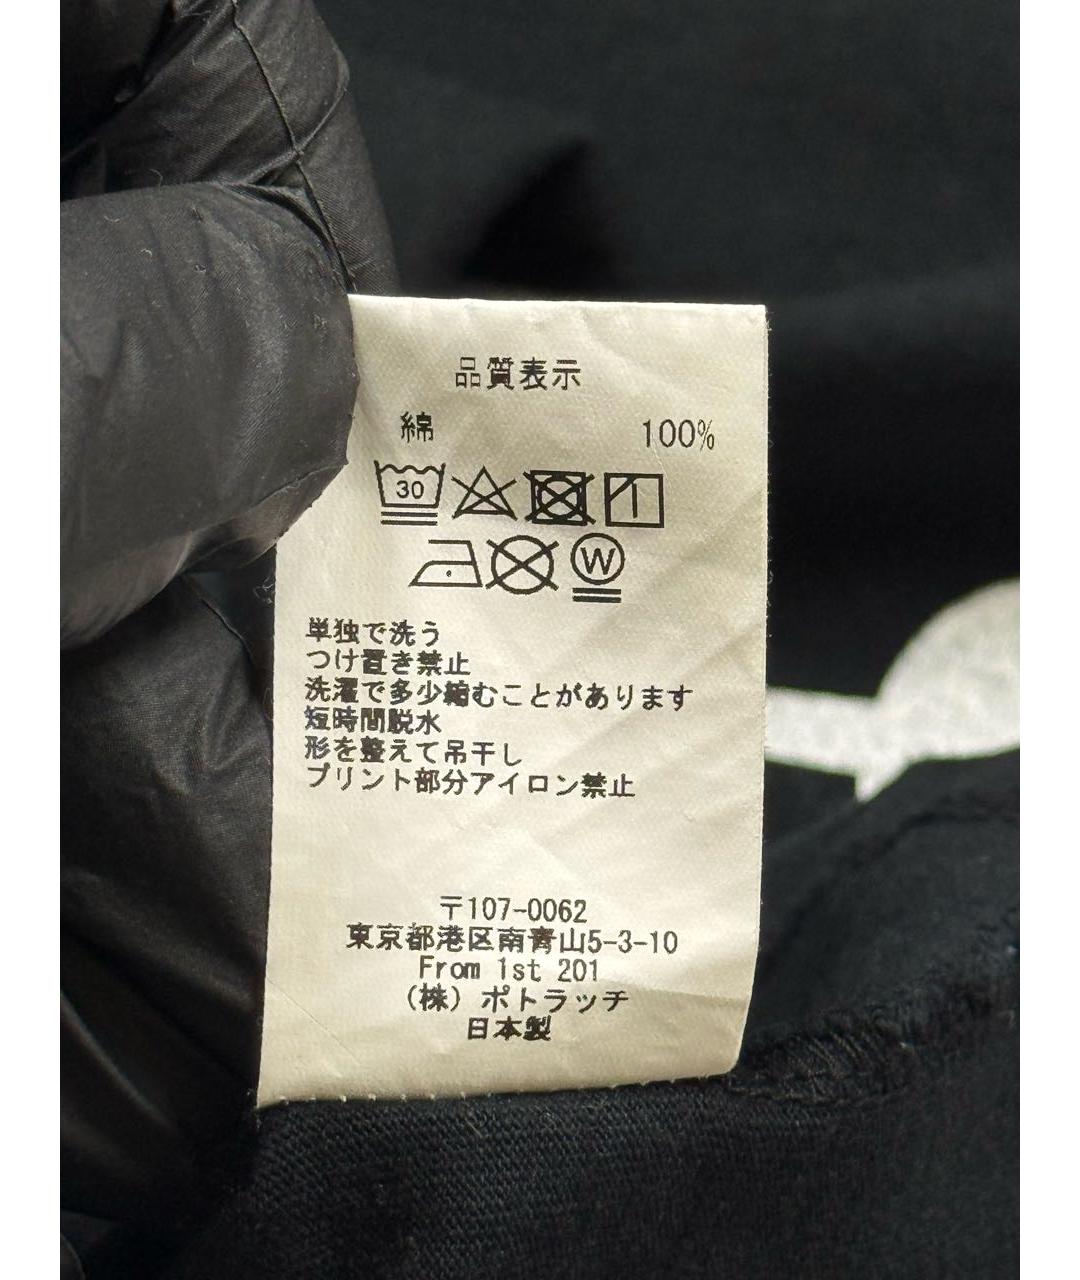 品質表示
綿 100%
30
W
単独で洗う
つけ置き禁止
洗濯で多少縮むことがあります
短時間脱水
形を整えて吊干し
プリント部分アイロン禁止
〒107-0062
東京都港区南青山5-3-10
From 1st 201
(株) ポトラッチ
日本製